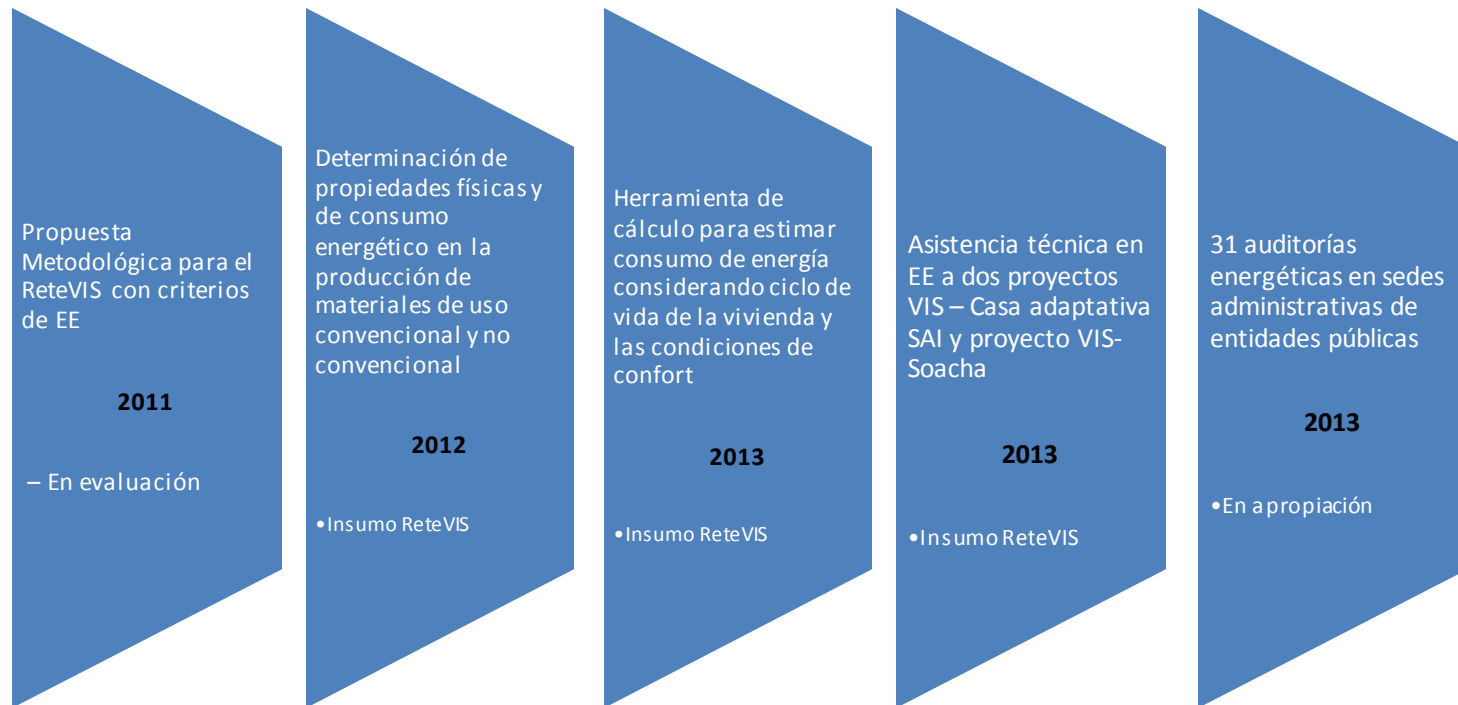 Propuesta
Metodológica para el
ReteVIS con criterios
de EE
2011
– En evaluación
Determinación de
propiedades físicas y
de consumo
energético en la
producción de
materiales de uso
convencional y no
convencional
2012
•Insumo ReteVIS
Herramienta de
cálculo para estimar
consumo de energía
considerando ciclo de
vida de la vivienda y
las condiciones de
confort
2013
•Insumo ReteVIS
Asistencia técnica en
EE a dos proyectos
VIS – Casa adaptativa
SAI y proyecto VIS-
Soacha
2013
•Insumo ReteVIS
31 auditorías
energéticas en sedes
administrativas de
entidades públicas
2013
•En apropiación